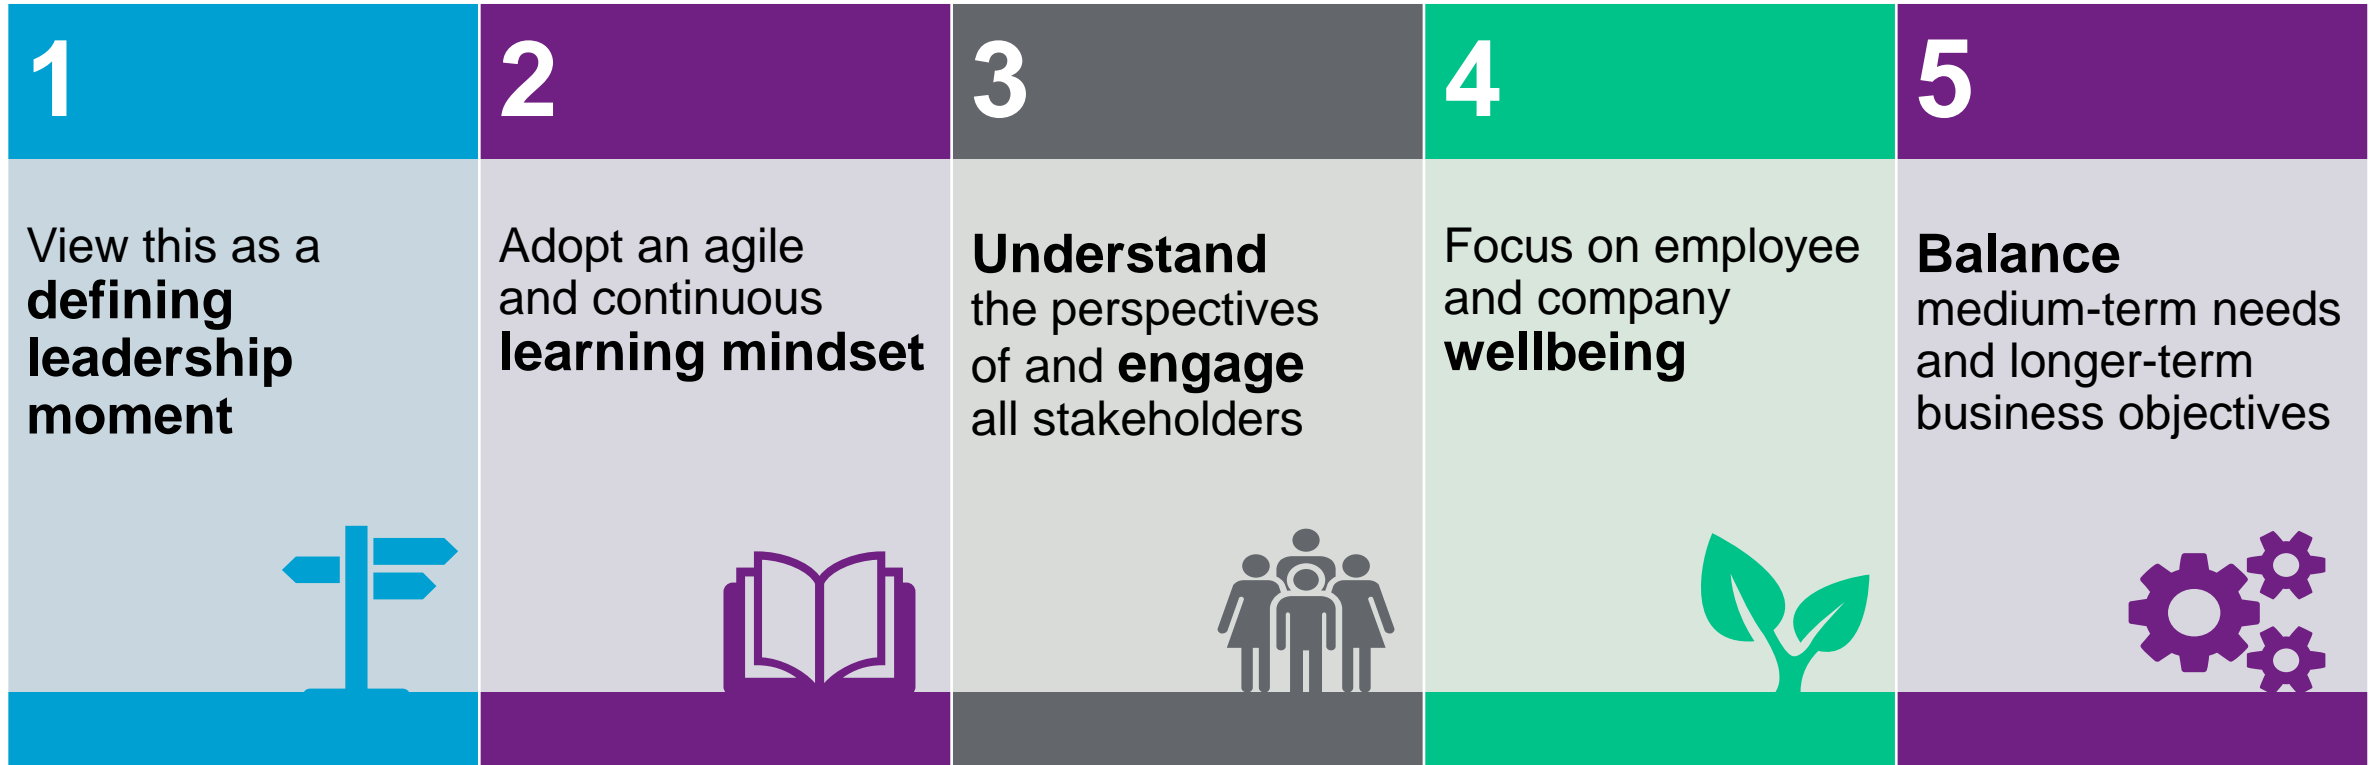 1
View this as a
defining
leadership
moment
2
Adopt an agile
and continuous
learning mindset
3
Understand
the perspectives
of and engage
all stakeholders
4
Focus on employee
and company
wellbeing
5
Balance
medium-term needs
and longer-term
business objectives